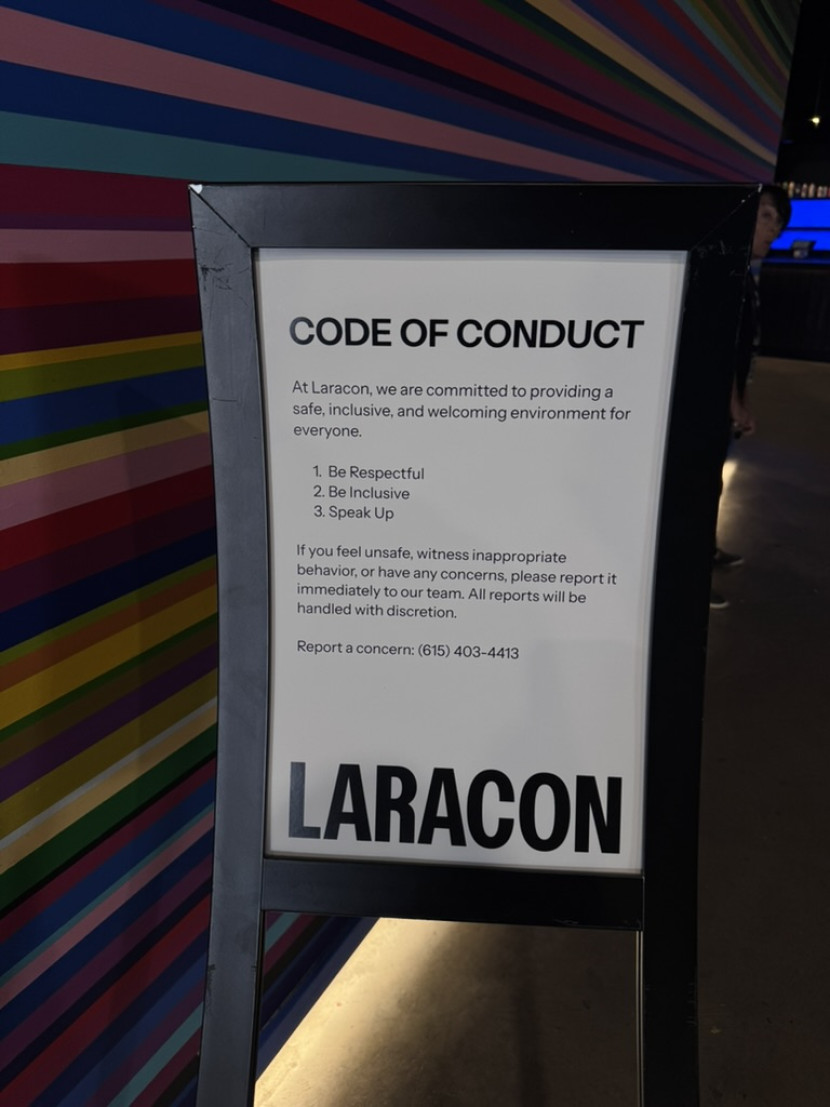 CODE OF CONDUCT
At Laracon, we are committed to providing a
safe, inclusive, and welcoming environment for
everyone.
1. Be Respectful
2. Be Inclusive
3. Speak Up
If you feel unsafe, witness inappropriate
behavior, or have any concerns, please report it
immediately to our team. All reports will be
handled with discretion.
Report a concern: (615) 403-4413
LARACON